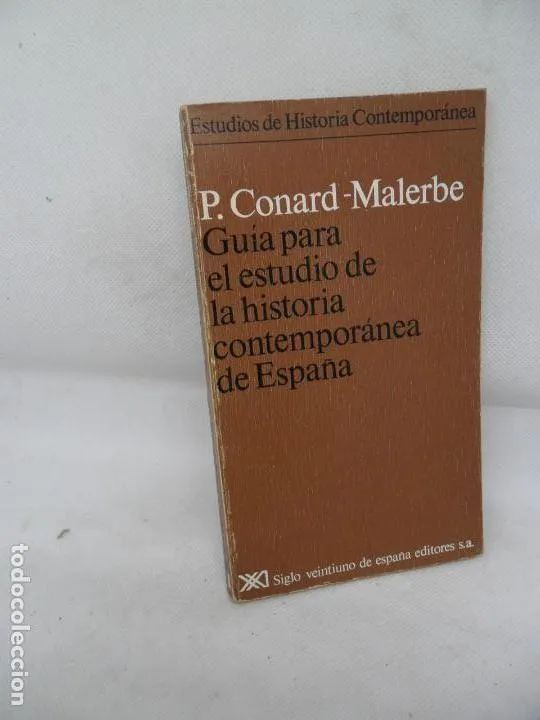 Estudios de Historia Contemporánea
P. Conard-Malerbe
Guía para
el estudio de
la historia
contemporánea
de España
Siglo veintiuno de españa editores s.a.
todocoleccion